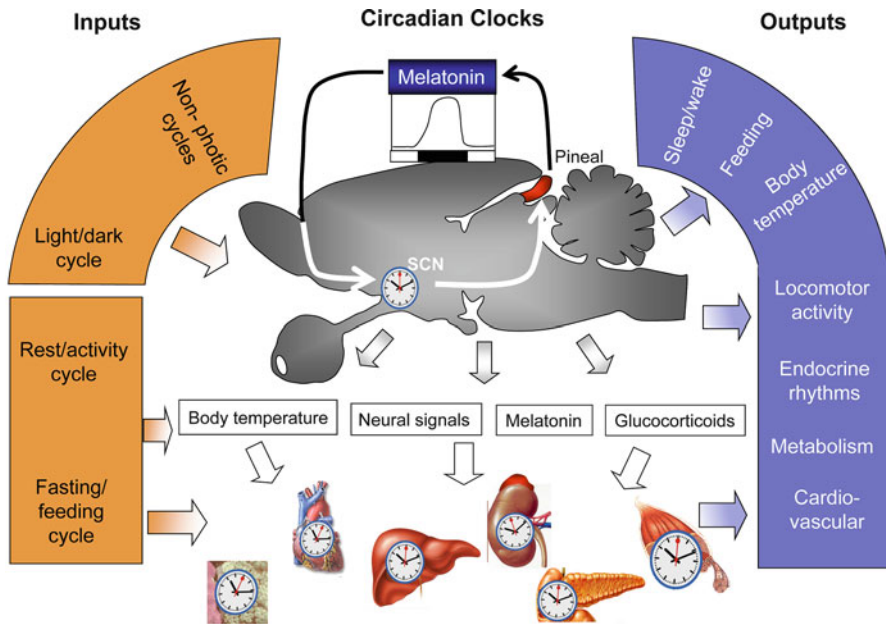 Inputs
Circadian Clocks
Outputs
Non- photic
cycles
Light/dark
cycle
Rest/activity
cycle
Fasting/
feeding
cycle
Melatonin
Pineal
SCN
Body temperature
Neural signals
Melatonin
Glucocorticoids
Sleep/wake
Feeding
Body
temperature
Locomotor
activity
Endocrine
rhythms
Metabolism
Cardio-
vascular